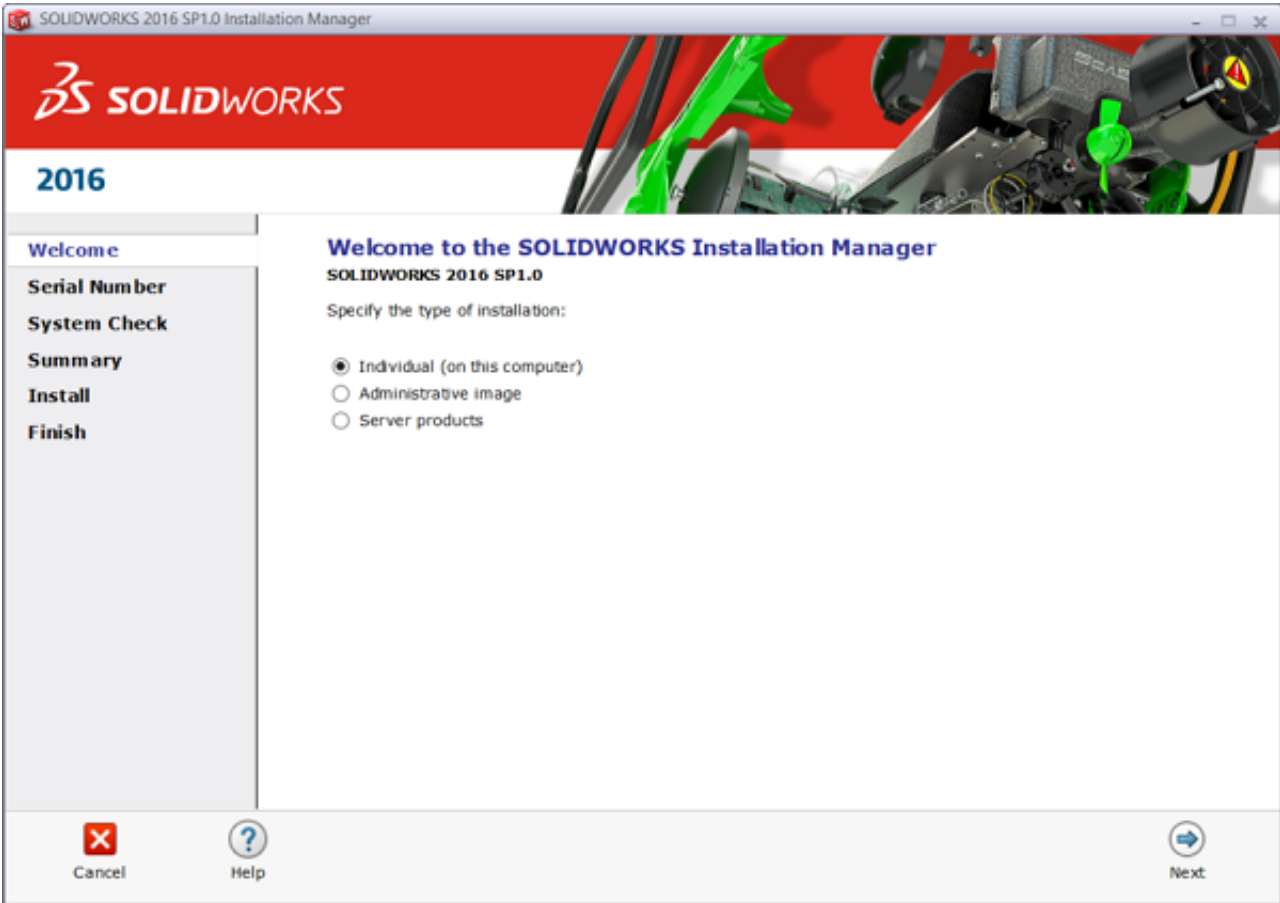 SOLIDWORKS 2016 SP1.0 Installation Manager
SOLIDWORKS
2016
Welcome
Serial Number
System Check
Summary
Install
Finish
Welcome to the SOLIDWORKS Installation Manager
SOLIDWORKS 2016 SP1.0
Specify the type of installation:
Individual (on this computer)
Administrative image
Server products
Cancel
Help
Next